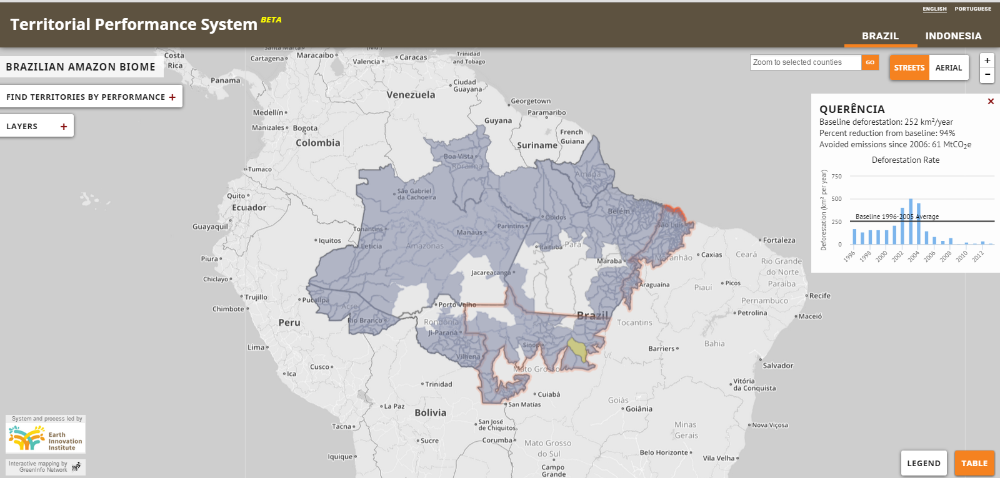 ENGLISH PORTUGUESE
Territorial Performance System BETA
BRAZIL INDONESIA
BRAZILIAN AMAZON BIOME
FIND TERRITORIES BY PERFORMANCE +
LAYERS +
Zoom to selected counties GO
STREETS AERIAL
+
−
×
QUERÊNCIA
Baseline deforestation: 252 km²/year
Percent reduction from baseline: 94%
Avoided emissions since 2006: 61 MtCO2e
Deforestation Rate
Deforestation (km² per year)
750
500
250
0
Baseline 1996-2005 Average
1996 1998 2000 2002 2004 2006 2008 2010 2012
Santa Marta
Costa
Rica
Cartagena
Maracaibo
Valencia
Caracas
Trinidad
and Tobago
Panama
Ciudad
Guayana
Venezuela
Georgetown
Paramaribo
Medellín
Manizales
Bogota
Guyana
French
Guiana
Colombia
Suriname
Boa Vista
Roraima
Tumaco
Amapá
São Gabriel
da Cachoeira
Quito
Ecuador
Belém
Guayaquil
Tonantins
Manaus
Parintins
Óbidos
São Luís
Iquitos
Leticia
Amazonas
Itaituba
Pará
Fortaleza
Piura
Maraba
Maranhão
Caxias
Ceará
Rio Grande
do Norte
Jacareacanga
Chiclayo
Araguaína
Piauí
Picos
Paraíba
Trujillo
Pucallpa
Recife
Chimbote
Acre
Porto Velho
Pernambuco
Petrolina
Maceió
Peru
Rio Branco
Rondônia
Brazil
Tocantins
Ji-Paraná
Lima
Sinop
Barriers
Bahia
Vilhena
Cusco
Mato Grosso
Salvador
Ica
Trinidad
Vitória
da Conquista
Cuiabá
Goiás
La Paz
Bolivia
San Matías
Goiânia
Tacna
San José
de Chiquitos
Minas
Gerais
Nova Viçosa
Sucre
Corumba
Mato Grosso
do Sul
Iquique
Belo Horizonte
Vila Velha
Campo
Grande
System and process led by
Earth
Innovation
Institute
Interactive mapping by
GreenInfo Network
LEGEND TABLE